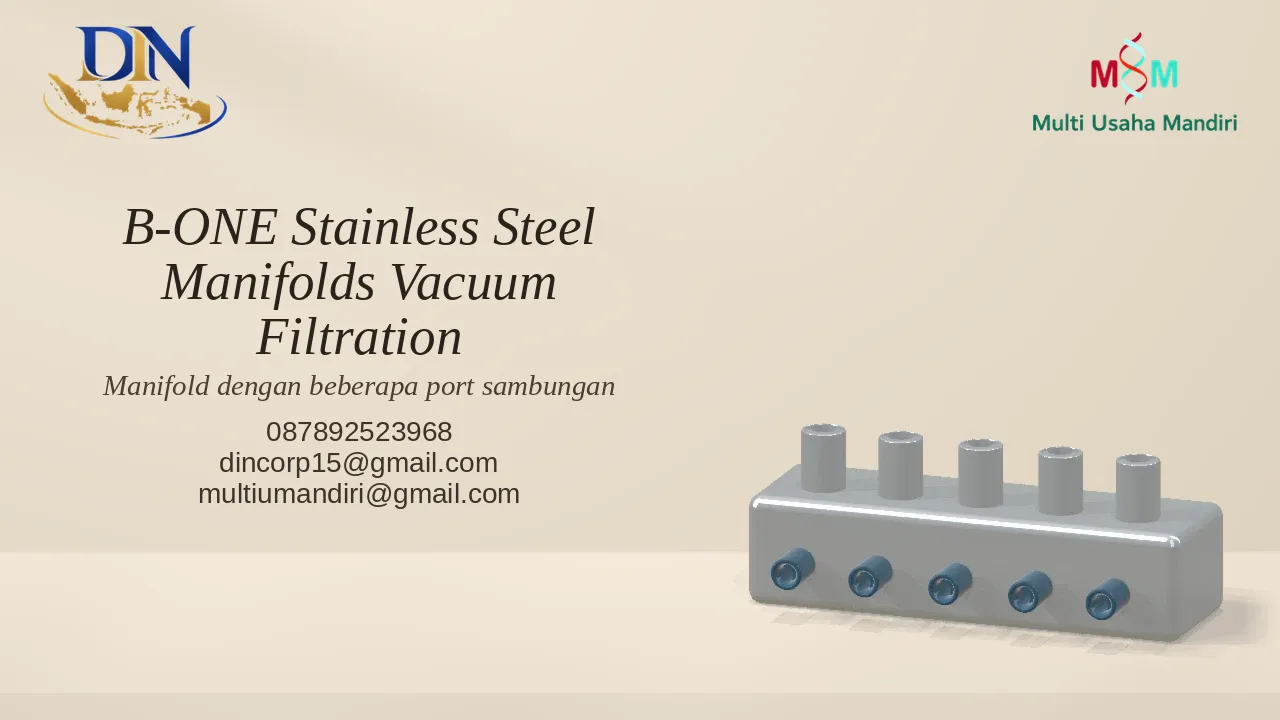 DN
M M
Multi Usaha Mandiri
B-ONE Stainless Steel
Manifolds Vacuum
Filtration
Manifold dengan beberapa port sambungan
087892523968
dincorp15@gmail.com
multiumandiri@gmail.com